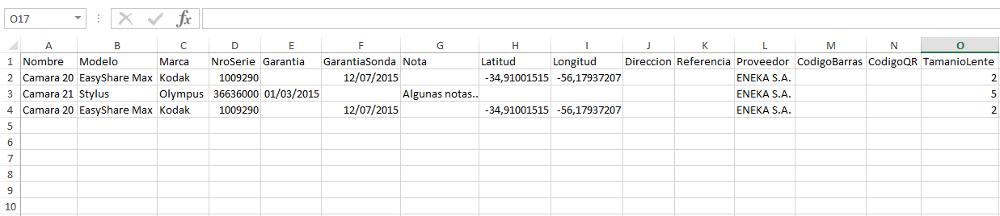 O17 fx
A B C D E F G H I J K L M N O
1 Nombre Modelo Marca NroSerie Garantia GarantiaSonda Nota Latitud Longitud Direccion Referencia Proveedor CodigoBarras CodigoQR TamanioLente
2 Camara 20 EasyShare Max Kodak 1009290 12/07/2015 -34,91001515 -56,17937207 ENEKA S.A. 2
3 Camara 21 Stylus Olympus 36636000 01/03/2015 Algunas notas.. ENEKA S.A. 5
4 Camara 20 EasyShare Max Kodak 1009290 12/07/2015 -34,91001515 -56,17937207 ENEKA S.A. 2
5
6
7
8
9
10